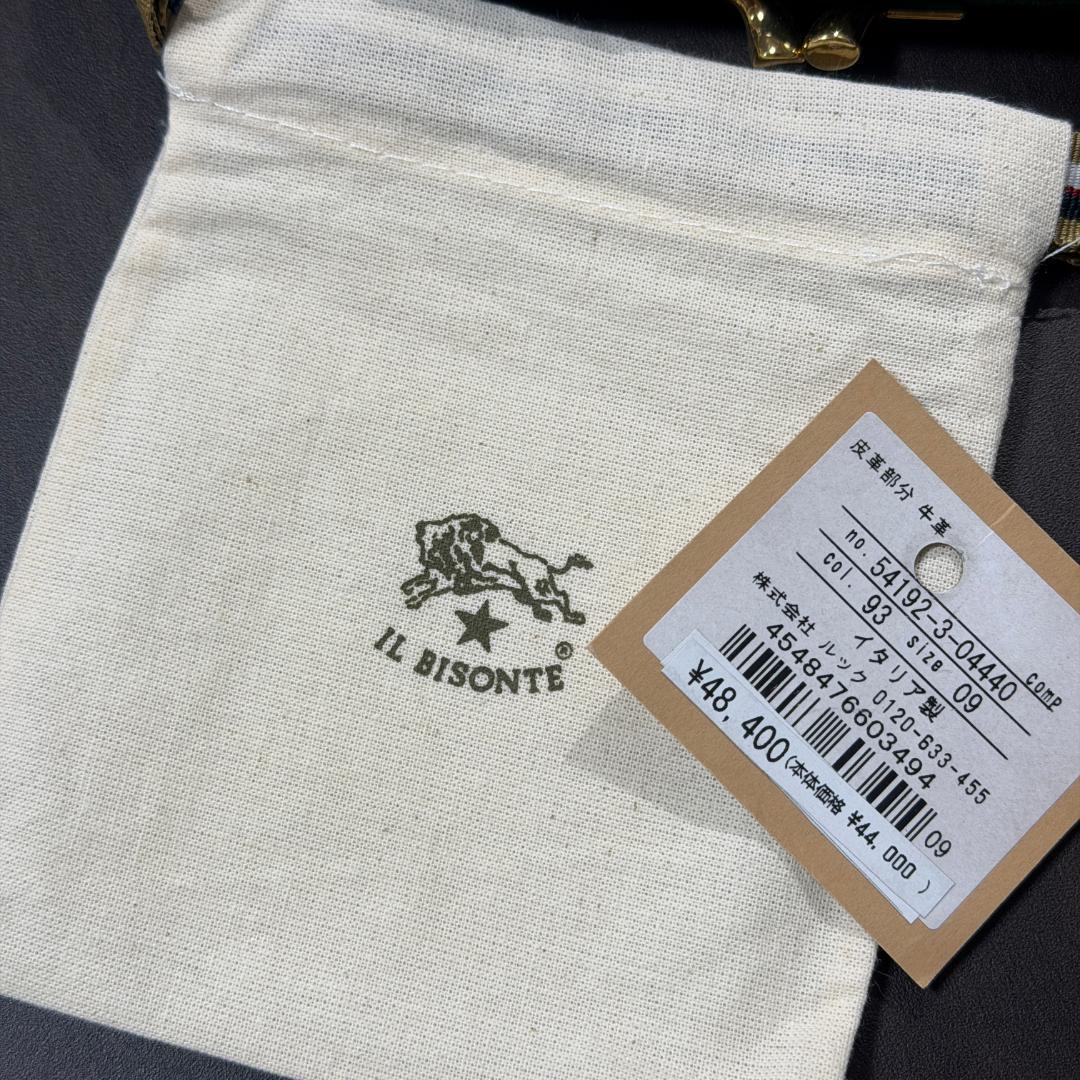 IL BISONTE®
皮革部分 牛革
no. 54192-3-04440 comp
col. 93 size 09
イタリア製
株式会社 ルック 0120-633-455
4548476603494
09
¥48,400(本体価格 ¥44,000 )